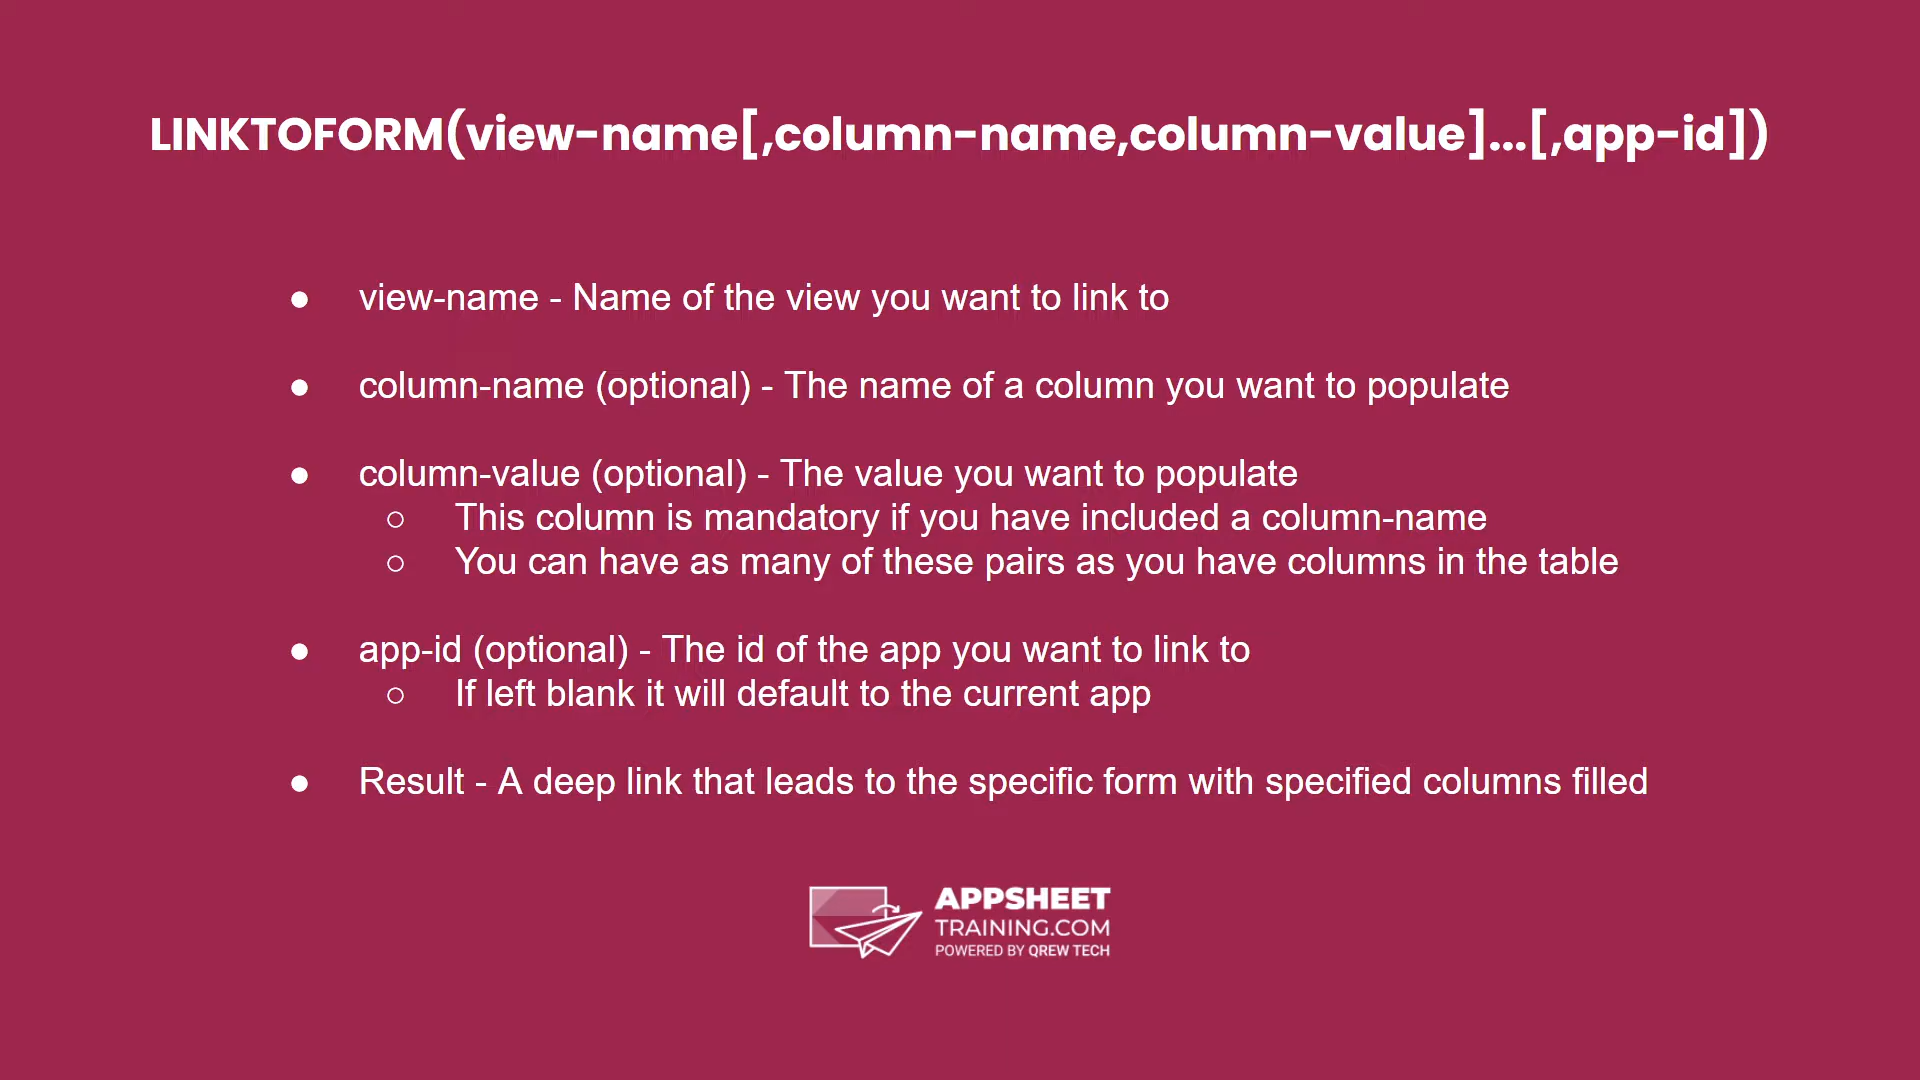 LINKTOFORM(view-name[,column-name,column-value]...[,app-id])
● view-name - Name of the view you want to link to
● column-name (optional) - The name of a column you want to populate
● column-value (optional) - The value you want to populate
○ This column is mandatory if you have included a column-name
○ You can have as many of these pairs as you have columns in the table
● app-id (optional) - The id of the app you want to link to
○ If left blank it will default to the current app
● Result - A deep link that leads to the specific form with specified columns filled
APPSHEET
TRAINING.COM
POWERED BY QREW TECH